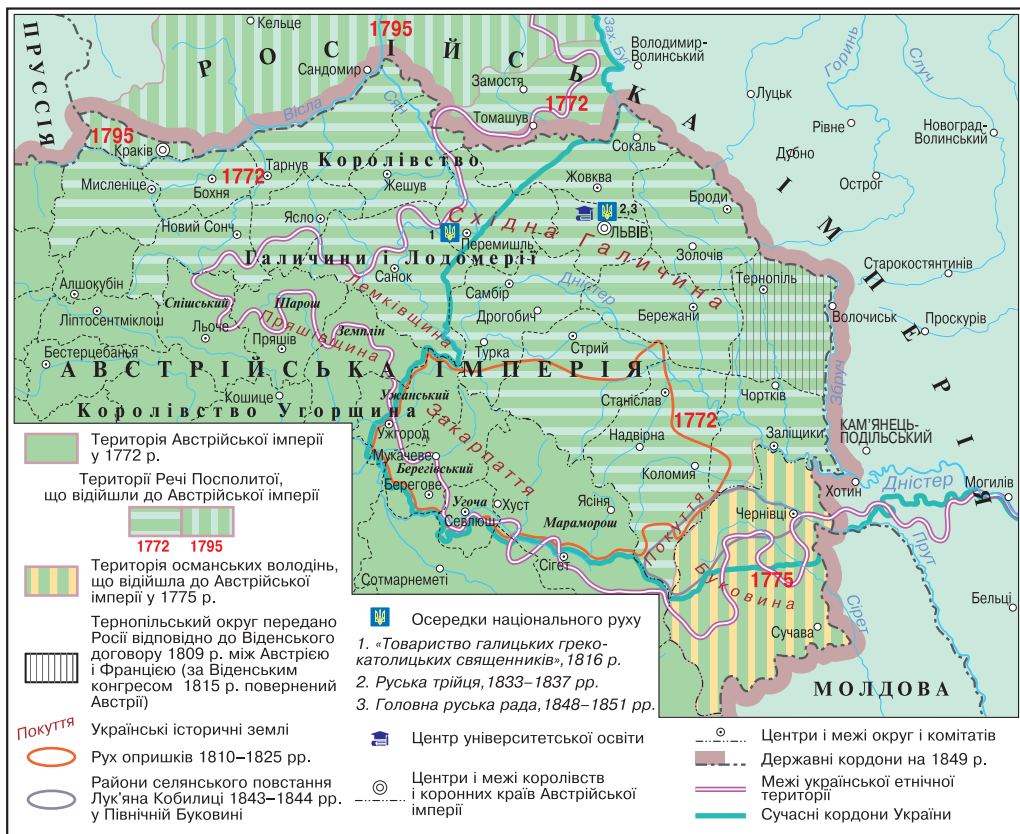 ПРУССІЯ
РОСІЙСЬКА ІМПЕРІЯ
1795
Кельце
Сандомир
Вісла
Сян
Замостя
1772
Томашув
Зах. Буг
Володимир-
Волинський
Горинь
Случ
Луцьк
Рівне
Новоград-
Волинський
Дубно
Острог
Сокаль
1795
Краків
Королівство
Мисленіце
Бохня
1772
Тарнув
Жешув
Жовква
Броди
2,3
ЛЬВІВ
Новий Сонч
Ясло
1
Перемишль
Східна Галичина
Золочів
Галичини і Лодомерії
Санок
Старокостянтинів
Тернопіль
Алшокубін
Спішський
Шарош
Лемківщина
Самбір
Дністер
Бережани
Волочиськ
Проскурів
Ліптосентміклош
Льоче
Пряшівщина
Земплін
Дрогобич
Пряшів
Бестерцебанья
Турка
Стрий
АВСТРІЙСЬКА ІМПЕРІЯ
Збруч
Кошице
Ужанський
Станіслав
Чортків
Королівство Угорщина
1772
Закарпаття
Ужгород
Надвірна
Заліщики
КАМ’ЯНЕЦЬ-
ПОДІЛЬСЬКИЙ
Мукачеве
Берегівський
Коломия
Берегове
Хотин
Дністер
Могилів
Угоча
Хуст
Ясіня
Севлюш
Покуття
Чернівці
Мараморош
Сігет
Прут
Буковина
1775
Сотмарнеметі
Сірет
Бельці
Сучава
МОЛДОВА
Територія Австрійської імперії
у 1772 р.
Території Речі Посполитої,
що відійшли до Австрійської імперії
1772 1795
Територія османських володінь,
що відійшла до Австрійської
імперії у 1775 р.
Тернопільський округ передано
Росії відповідно до Віденського
договору 1809 р. між Австрією
і Францією (за Віденським
конгресом 1815 р. повернений
Австрії)
Покуття
Українські історичні землі
Рух опришків 1810–1825 рр.
Райони селянського повстання
Лук’яна Кобилиці 1843–1844 рр.
у Північній Буковині
Осередки національного руху
1. «Товариство галицьких греко-
католицьких священників», 1816 р.
2. Руська трійця, 1833–1837 рр.
3. Головна руська рада, 1848–1851 рр.
Центр університетської освіти
Центри і межі королівств
і коронних країв Австрійської
імперії
Центри і межі округ і комітатів
Державні кордони на 1849 р.
Межі української етнічної
території
Сучасні кордони України